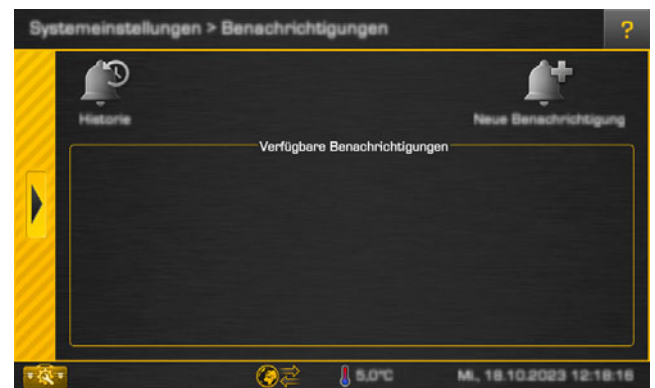 Systemeinstellungen > Benachrichtigungen
?
Historie
Neue Benachrichtigung
Verfügbare Benachrichtigungen
5,0°C
Mi., 18.10.2023 12:18:16